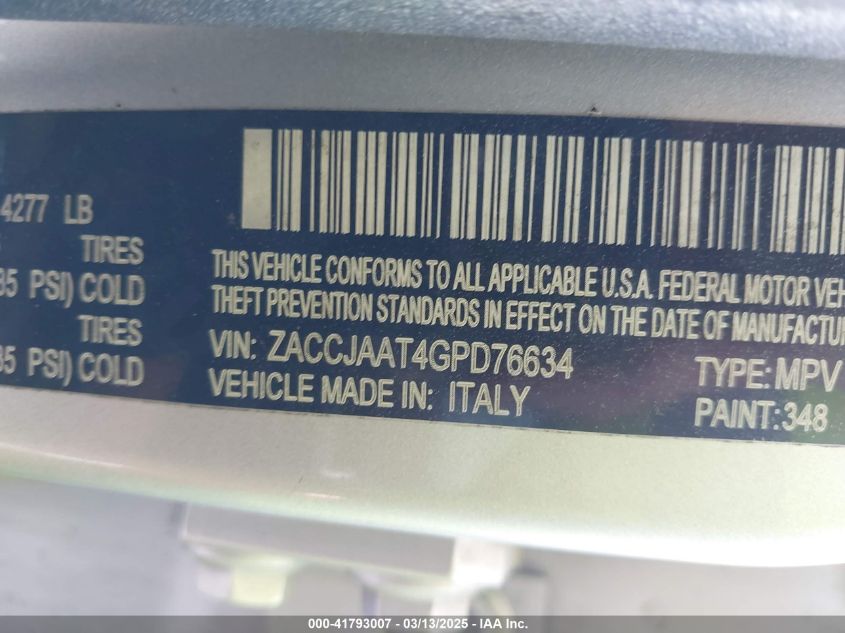 4277 LB
TIRES
35 PSI) COLD
TIRES
35 PSI) COLD
THIS VEHICLE CONFORMS TO ALL APPLICABLE U.S.A. FEDERAL MOTOR VEH
THEFT PREVENTION STANDARDS IN EFFECT ON THE DATE OF MANUFACTU
VIN: ZACCJAAT4GPD76634
TYPE: MPV
VEHICLE MADE IN: ITALY
PAINT: 348
000-41793007 - 03/13/2025 - IAA Inc.